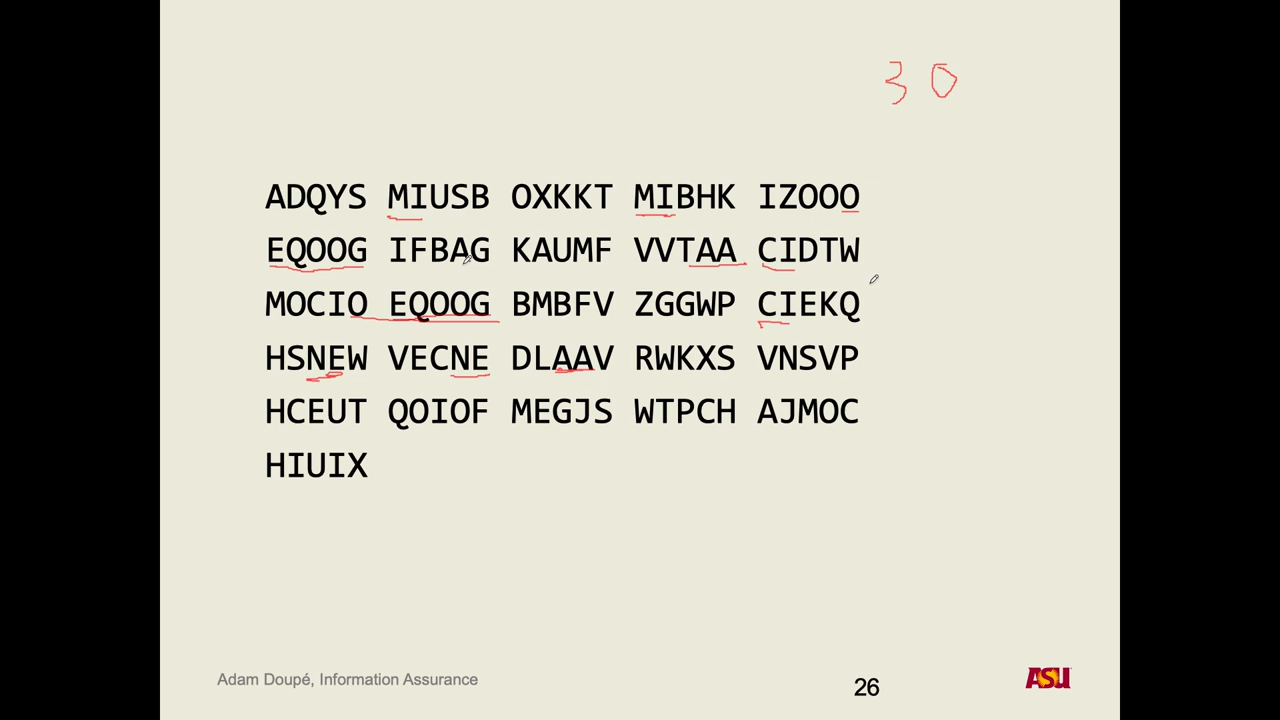 30
ADQYS MIUSB OXKKT MIBHK IZOOO
EQOOG IFBAG KAUMF VVTAA CIDTW
MOCIO EQOOG BMBFV ZGGWP CIEKQ
HSNEW VECNE DLAAV RWKXS VNSVP
HCEUT QOIOF MEGJS WTPCH AJMOC
HIUIX
Adam Doupé, Information Assurance
26
ASU